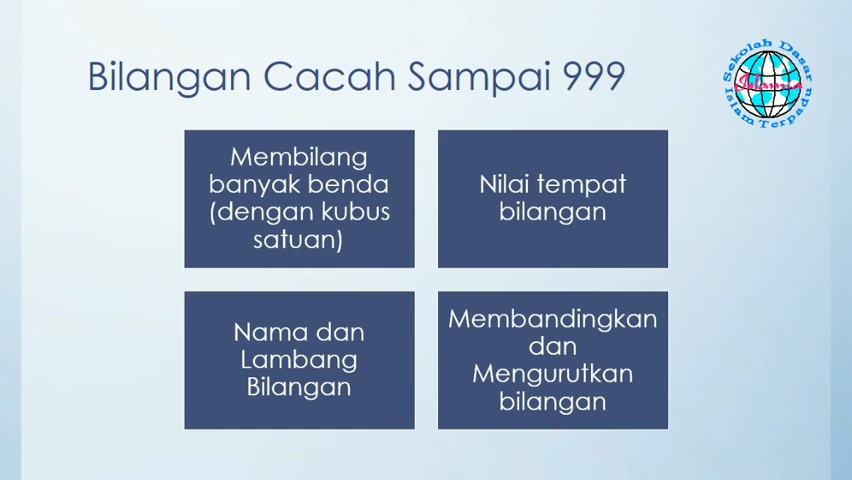 Bilangan Cacah Sampai 999
Sekolah Dasar
Islamia
Islam Terpadu
Membilang
banyak benda
(dengan kubus
satuan)
Nilai tempat
bilangan
Nama dan
Lambang
Bilangan
Membandingkan
dan
Mengurutkan
bilangan